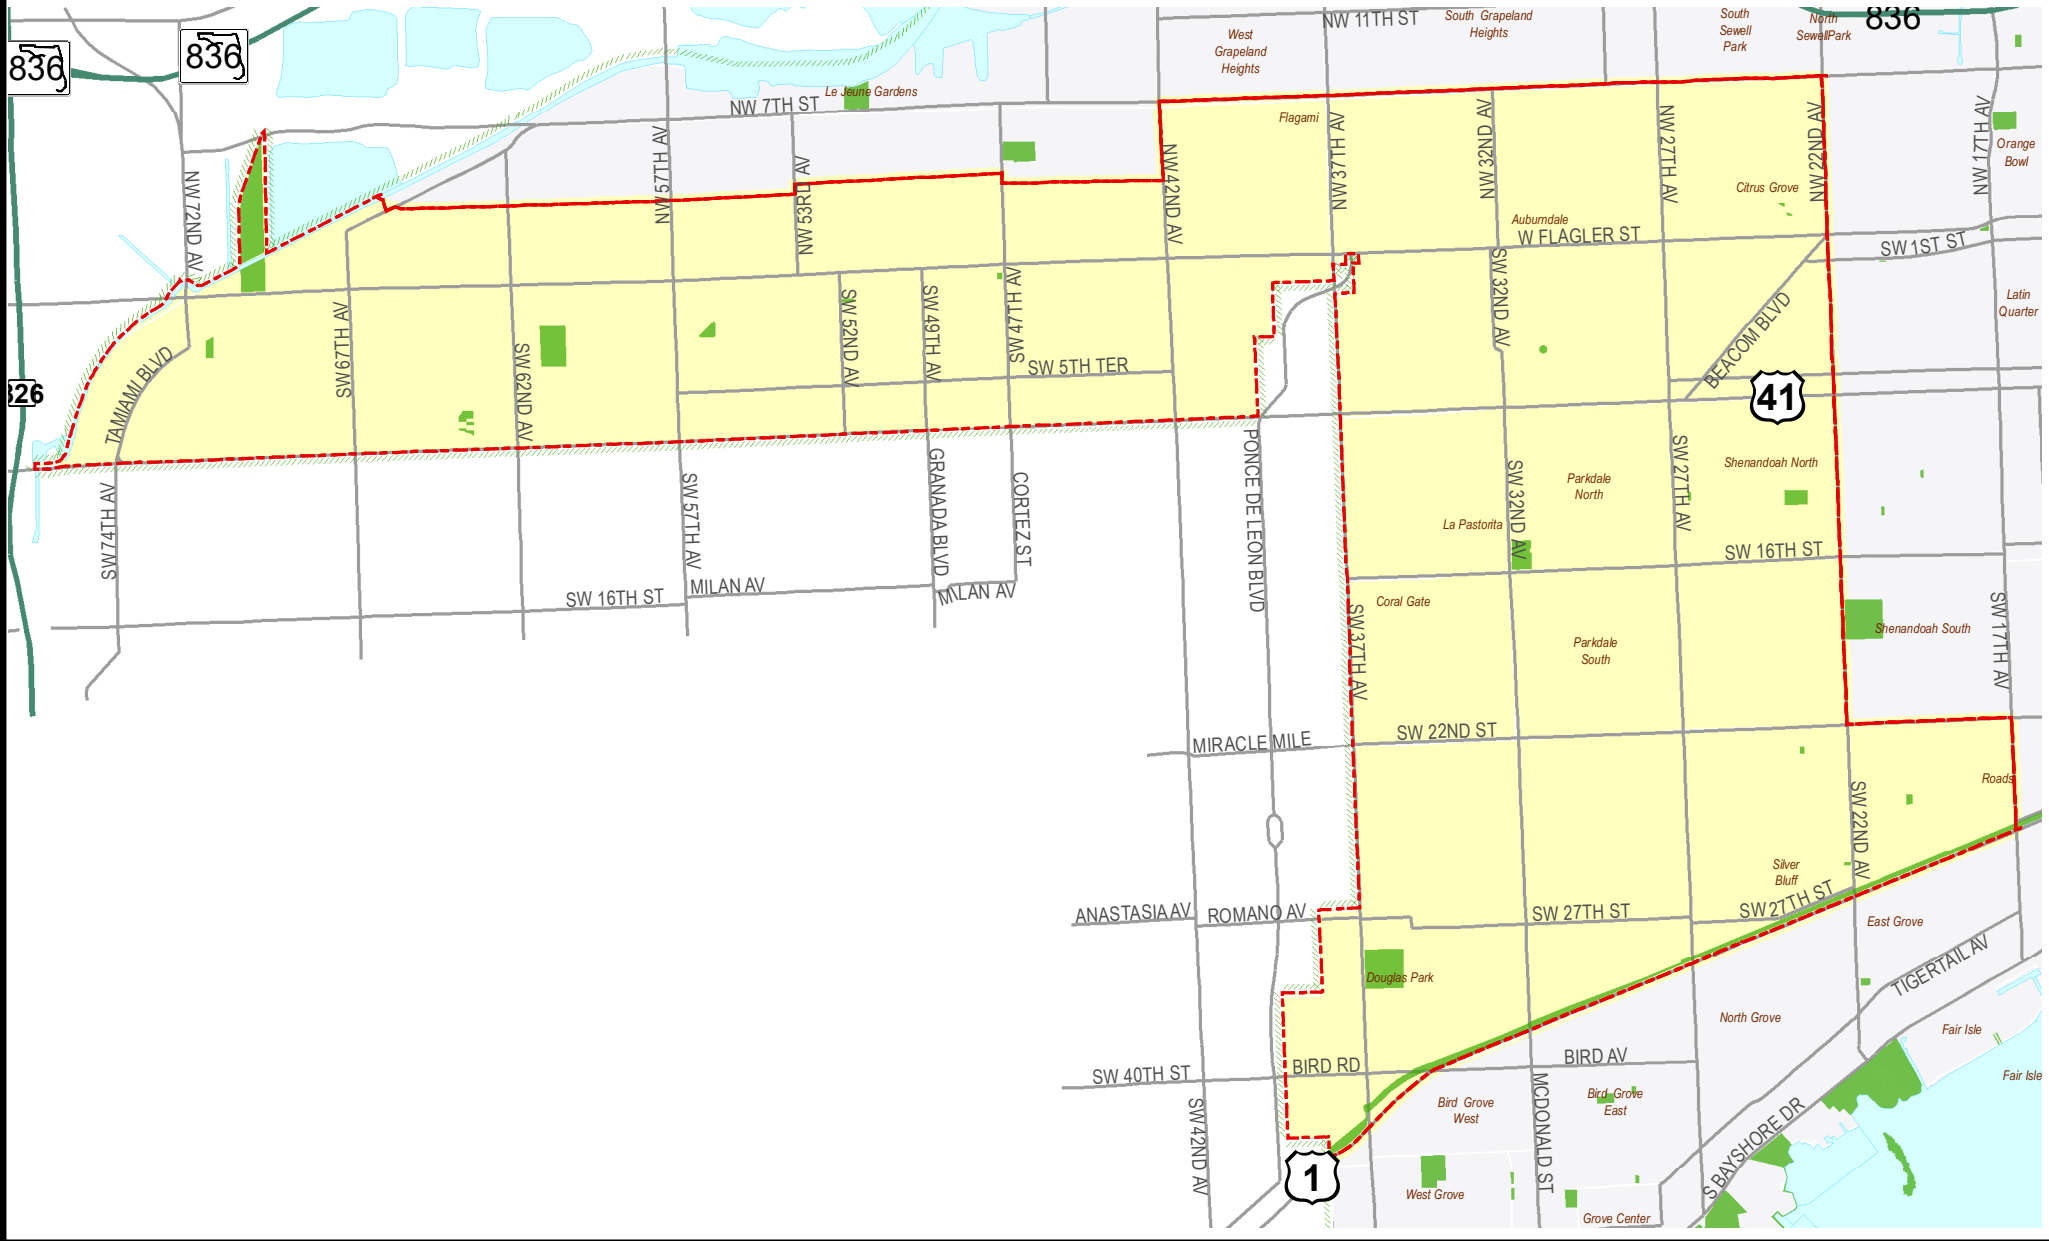 836
836
836
NW 11TH ST
South Grapeland
Heights
South
Sewell
Park
North
SewellPark
West
Grapeland
Heights
Le Jeune Gardens
NW 7TH ST
Flagami
NW 57TH AV
NW 53RD AV
NW 42ND AV
NW 37TH AV
NW 32ND AV
NW 27TH AV
NW 22ND AV
NW 17TH AV
Orange
Bowl
NW 72ND AV
Citrus Grove
Auburndale
W FLAGLER ST
SW 1ST ST
Latin
Quarter
SW 67TH AV
SW 62ND AV
SW 52ND AV
SW 49TH AV
SW 47TH AV
SW 32ND AV
BEACOM BLVD
SW 5TH TER
TAMIAMI BLVD
826
41
SW 74TH AV
SW 57TH AV
GRANADA BLVD
CORTEZ ST
PONCE DE LEON BLVD
SW 32ND AV
SW 27TH AV
Shenandoah North
Parkdale
North
La Pastorita
SW 16TH ST
SW 16TH ST
MILAN AV
MILAN AV
Coral Gate
SW 37TH AV
Parkdale
South
Shenandoah South
SW 17TH AV
MIRACLE MILE
SW 22ND ST
Roads
SW 22ND AV
Silver
Bluff
ANASTASIA AV
ROMANO AV
SW 27TH ST
SW 27TH ST
East Grove
Douglas Park
TIGERTAIL AV
North Grove
Fair Isle
SW 40TH ST
BIRD RD
BIRD AV
Fair Isle
SW 42ND AV
Bird Grove
West
MCDONALD ST
Bird Grove
East
S BAYSHORE DR
1
West Grove
Grove Center